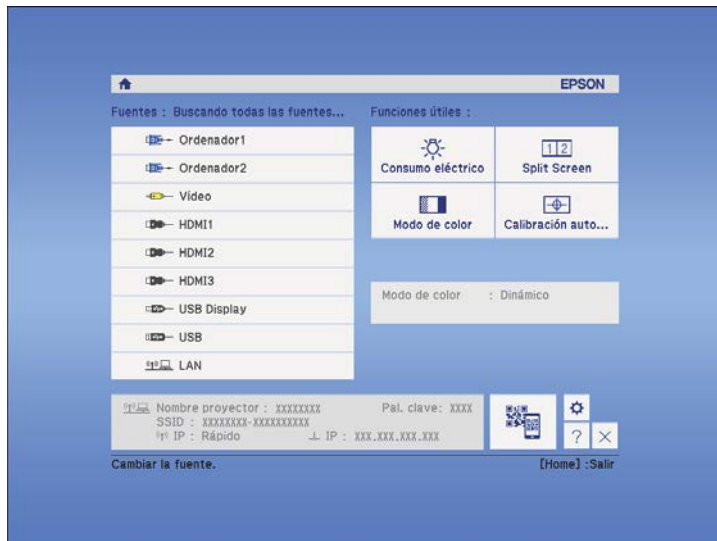 EPSON
Fuentes : Buscando todas las fuentes...
Ordenador1
Ordenador2
Vídeo
HDMI1
HDMI2
HDMI3
USB Display
USB
LAN
Funciones útiles :
Consumo eléctrico
1 2
Split Screen
Modo de color
Calibración auto...
Modo de color : Dinámico
Nombre proyector : XXXXXXXX Pal. clave: XXXX
SSID : XXXXXXXX-XXXXXXXXXX
IP : Rápido IP : XXX.XXX.XXX.XXX
?
Cambiar la fuente. [Home] :Salir